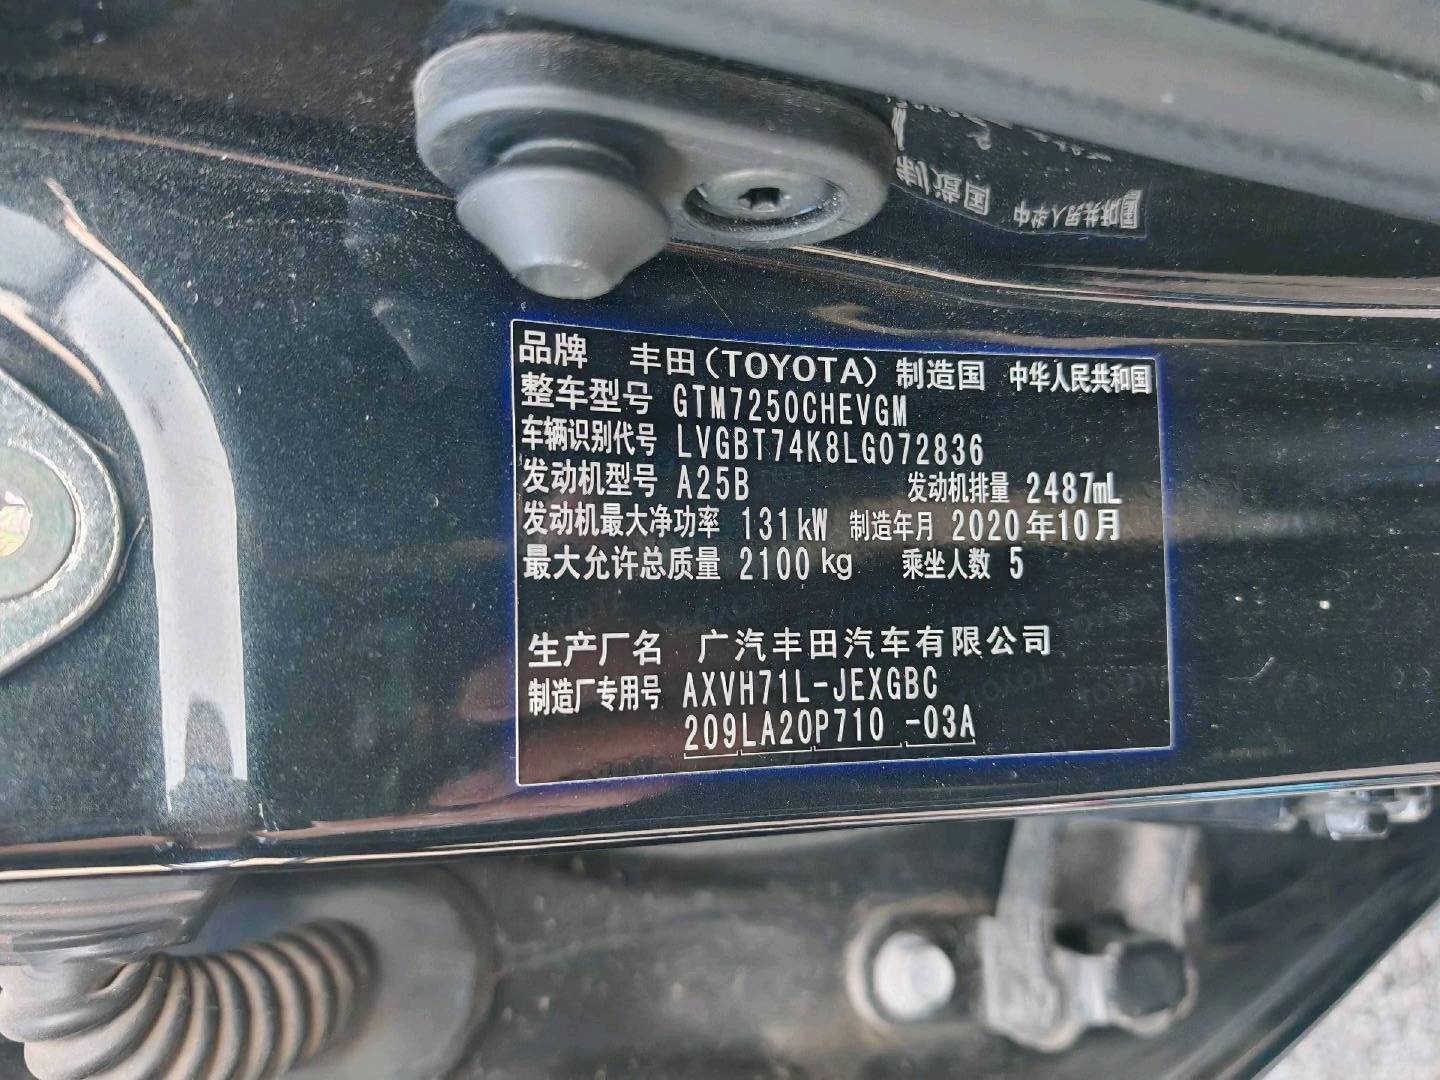 品牌 丰田(TOYOTA) 制造国 中华人民共和国
整车型号 GTM7250CHEVGM
车辆识别代号 LVGBT74K8LG072836
发动机型号 A25B 发动机排量 2487mL
发动机最大净功率 131kW 制造年月 2020年10月
最大允许总质量 2100kg 乘坐人数 5
生产厂名 广汽丰田汽车有限公司
制造厂专用号 AXVH71L-JEXGBC
209LA20P710 -03A